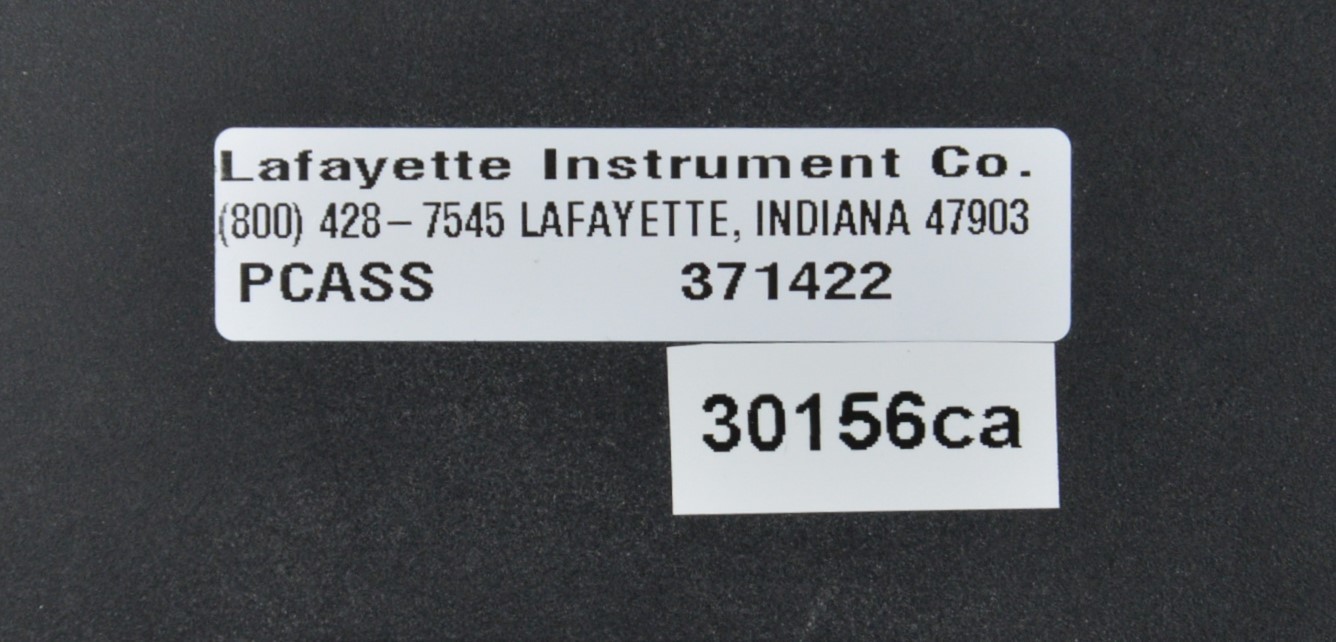 Lafayette Instrument Co.
(800) 428-7545 LAFAYETTE, INDIANA 47903
PCASS 371422
30156ca